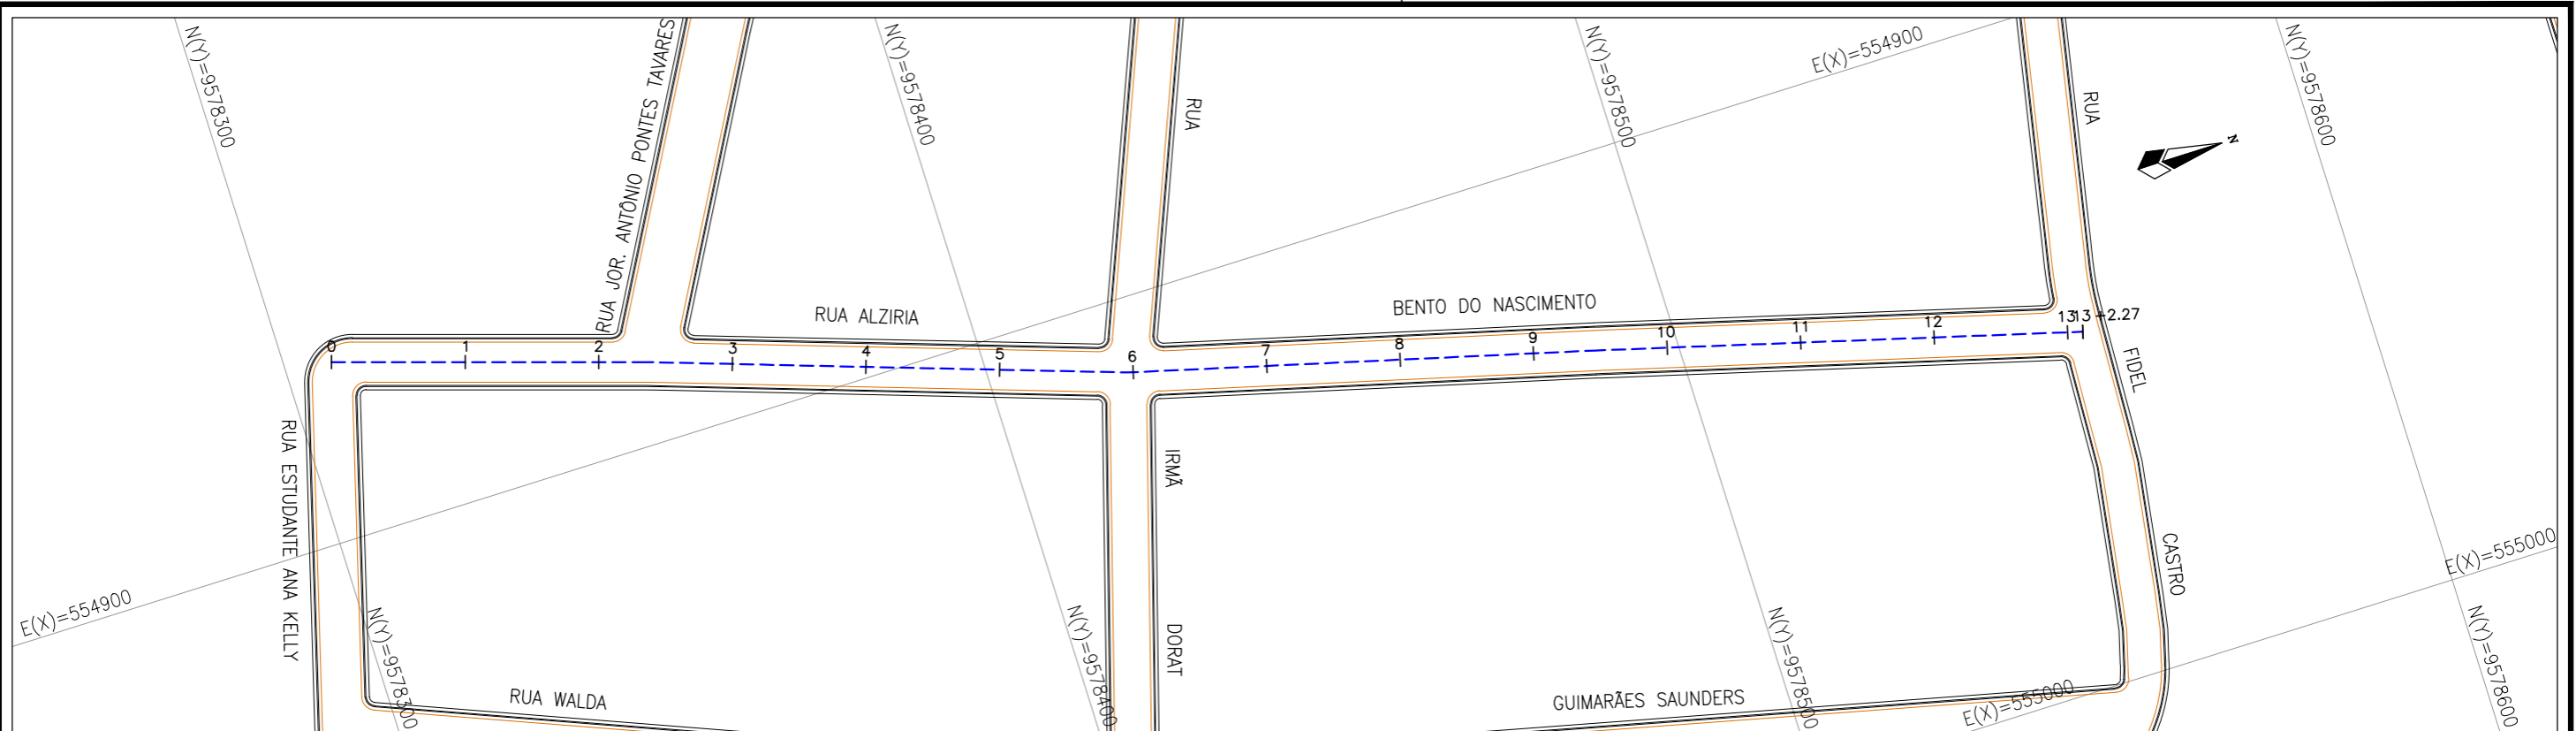 N(Y)=9578300
RUA JOR. ANTÔNIO PONTES TAVARES
N(Y)=9578400
RUA
N(Y)=9578500
E(X)=554900
RUA
N(Y)=9578600
N
RUA ALZIRIA
BENTO DO NASCIMENTO
0
1
2
3
4
5
6
7
8
9
10
11
12
13
13 +2.27
FIDEL
RUA ESTUDANTE ANA KELLY
IRMÃ
CASTRO
E(X)=555000
E(X)=554900
N(Y)=9578300
RUA WALDA
N(Y)=9578400
DORAT
GUIMARÃES SAUNDERS
N(Y)=9578500
E(X)=555000
N(Y)=9578600